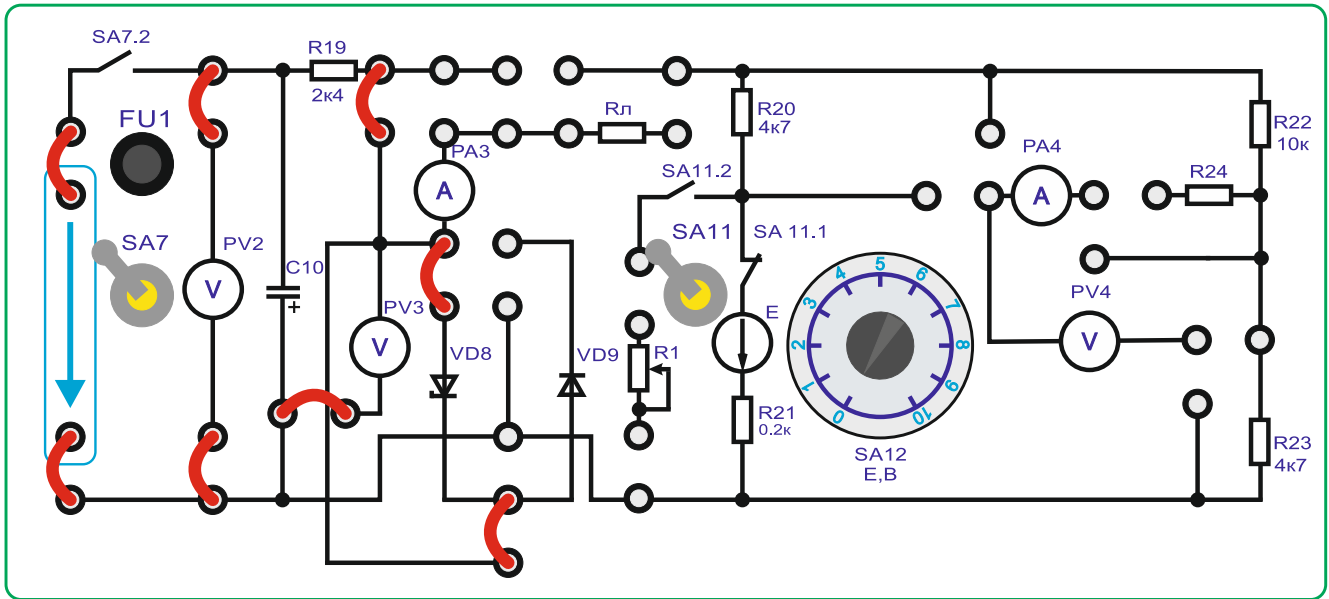 SA7.2
R19
2к4
FU1
Rл
PA3
A
R20
4к7
PA4
A
R22
10к
SA11.2
R24
SA7
PV2
V
C10
+
PV3
V
SA11
SA 11.1
E
PV4
V
VD8
VD9
R1
R21
0.2к
0
1
2
3
4
5
6
7
8
9
10
SA12
E,B
R23
4к7